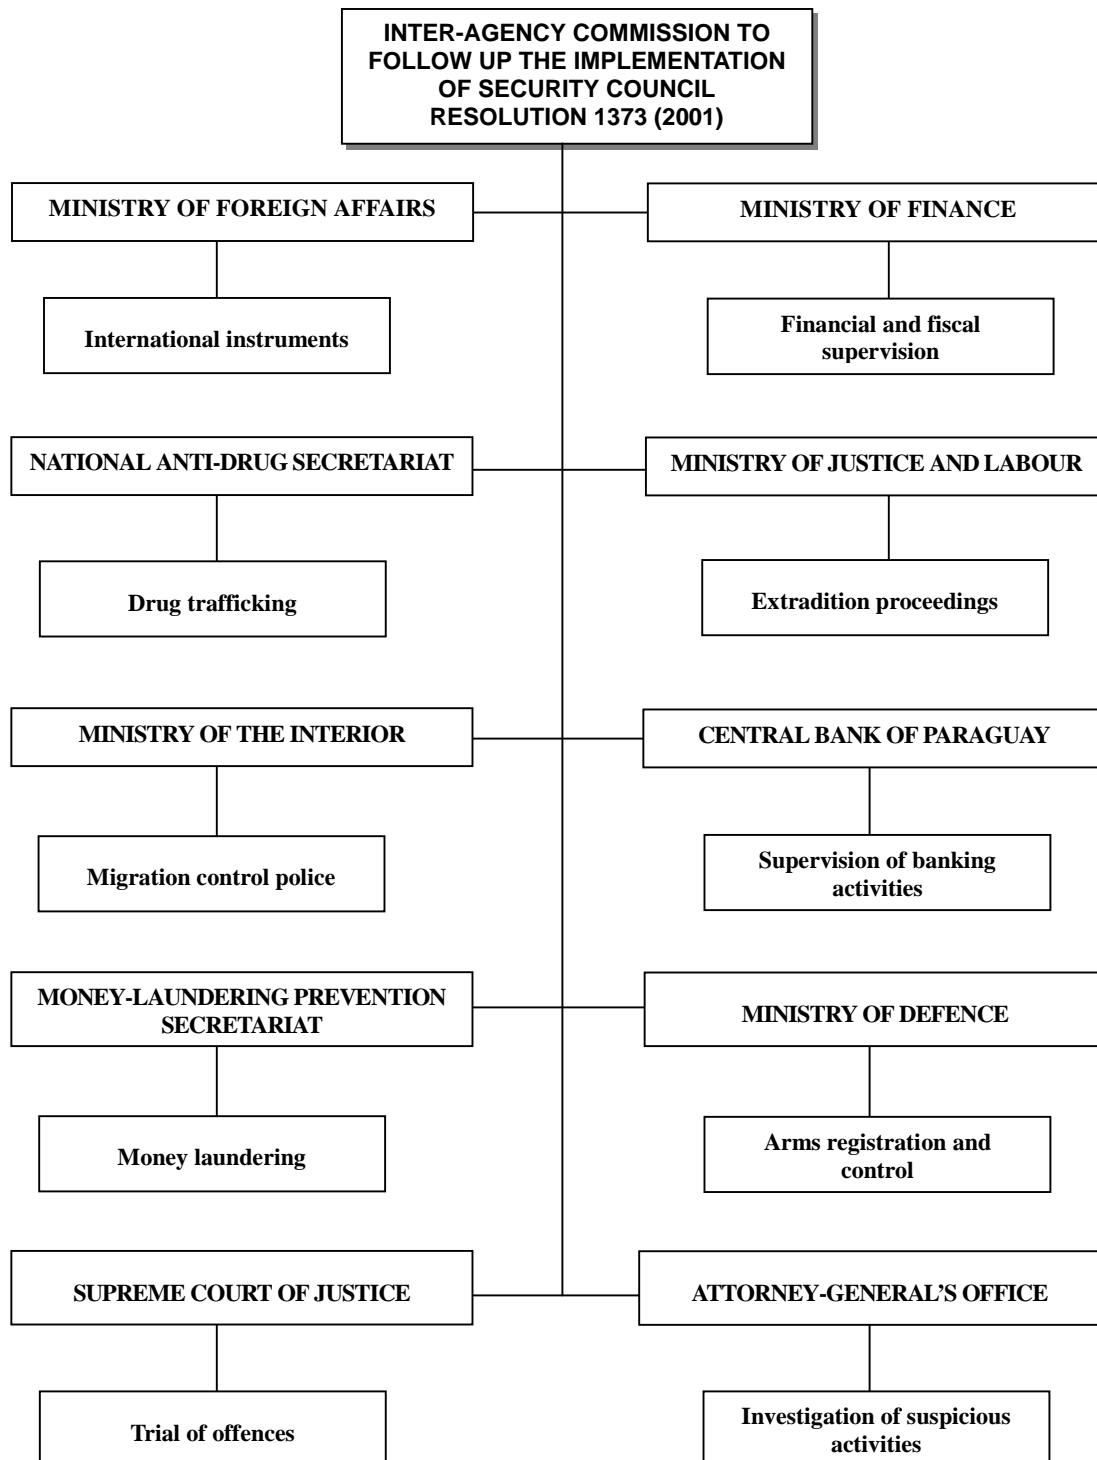 INTER-AGENCY COMMISSION TO
FOLLOW UP THE IMPLEMENTATION
OF SECURITY COUNCIL
RESOLUTION 1373 (2001)
MINISTRY OF FOREIGN AFFAIRS
MINISTRY OF FINANCE
International instruments
Financial and fiscal
supervision
NATIONAL ANTI-DRUG SECRETARIAT
MINISTRY OF JUSTICE AND LABOUR
Drug trafficking
Extradition proceedings
MINISTRY OF THE INTERIOR
CENTRAL BANK OF PARAGUAY
Migration control police
Supervision of banking
activities
MONEY-LAUNDERING PREVENTION
SECRETARIAT
MINISTRY OF DEFENCE
Money laundering
Arms registration and
control
SUPREME COURT OF JUSTICE
ATTORNEY-GENERAL’S OFFICE
Trial of offences
Investigation of suspicious
activities